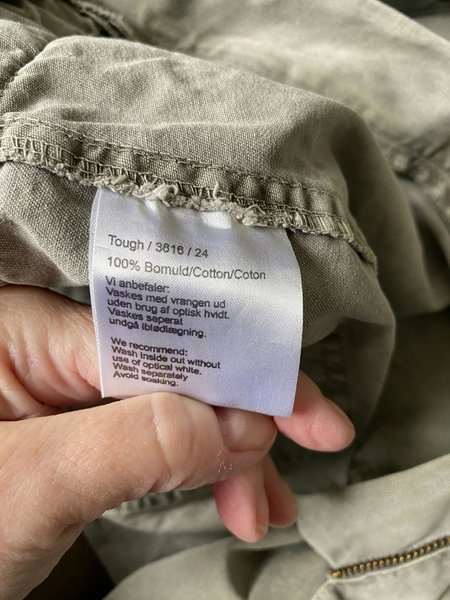 Tough / 3616 / 24
100% Bomuld/Cotton/Coton
Vi anbefaler:
Vaskes med vrangen ud
uden brug af optisk hvidt.
Vaskes seperat
undgå iblødlægning.
We recommend:
Wash inside out without
use of optical white.
Wash separately
Avoid soaking.